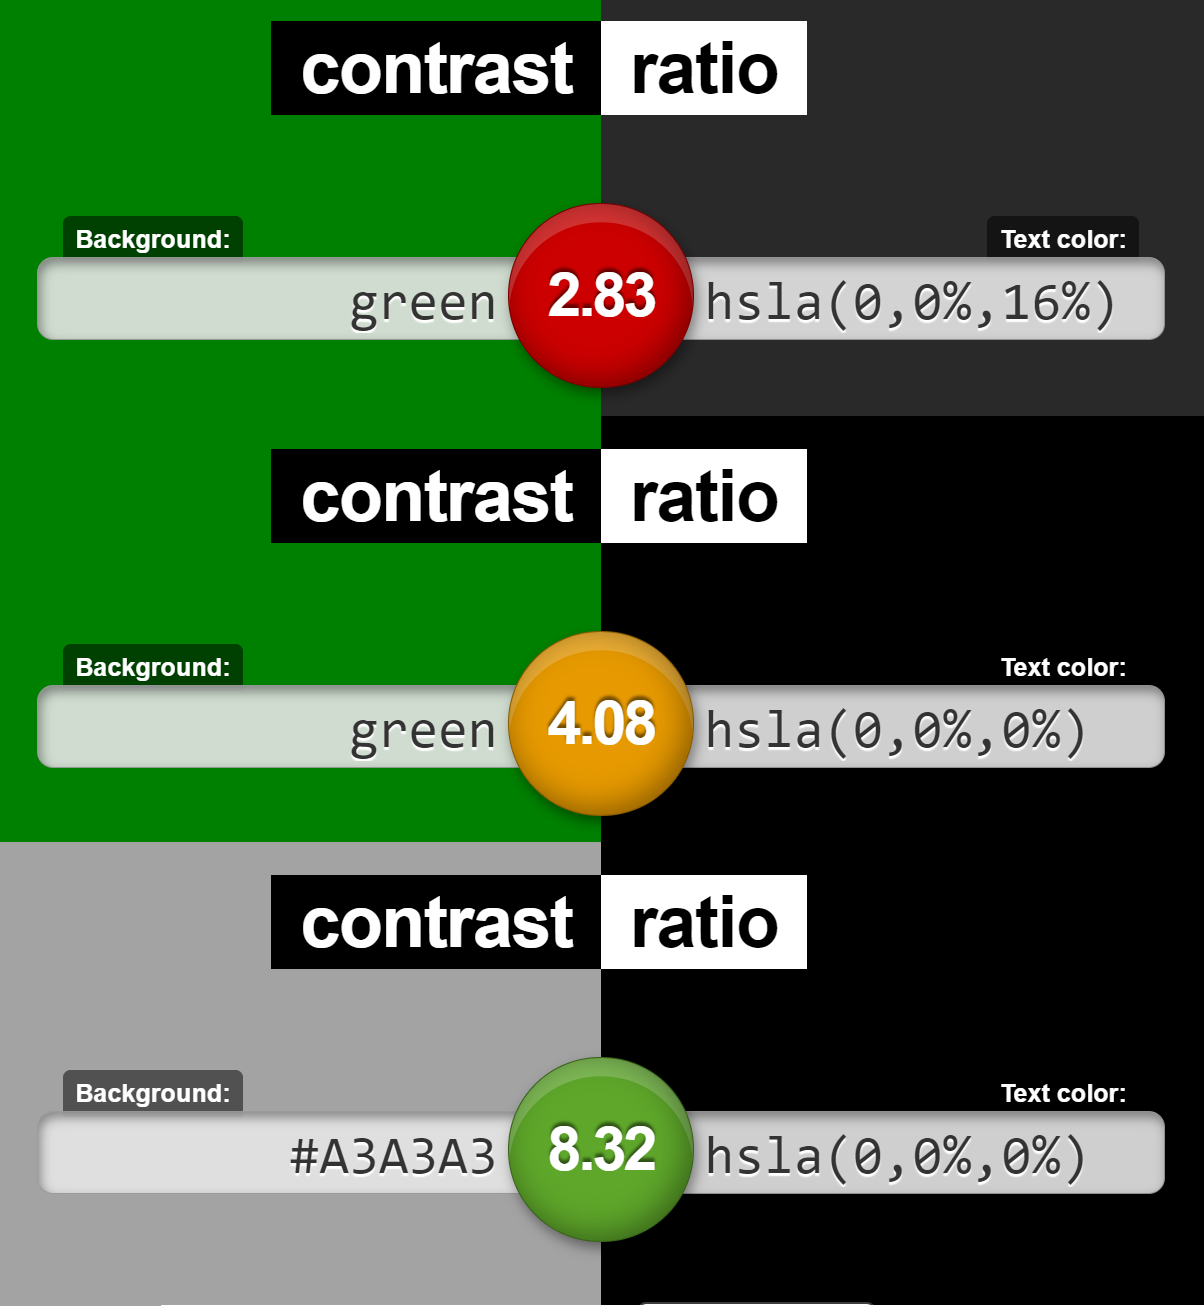 contrast ratio
Background: Text color:
green 2.83 hsla(0,0%,16%)
contrast ratio
Background: Text color:
green 4.08 hsla(0,0%,0%)
contrast ratio
Background: Text color:
#A3A3A3 8.32 hsla(0,0%,0%)